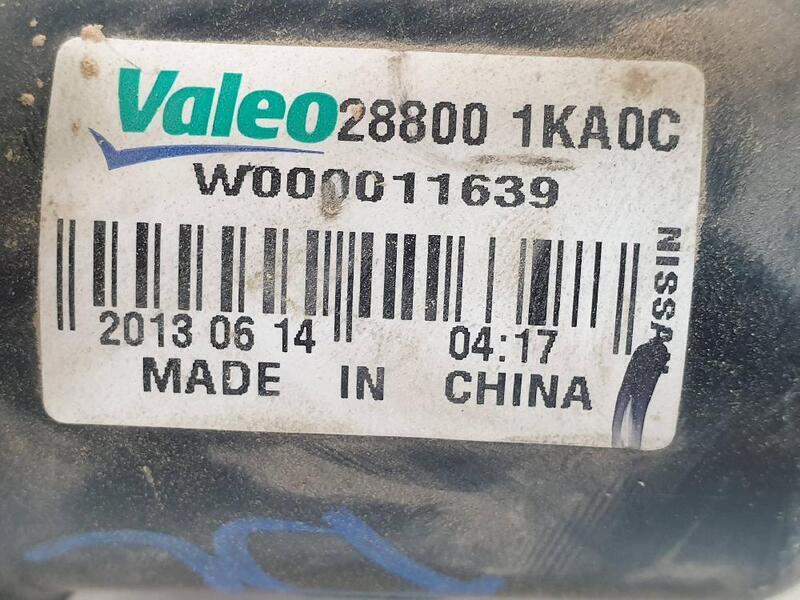 Valeo 28800 1KA0C
W000011639
2013 06 14 04:17
MADE IN CHINA
NISSAN